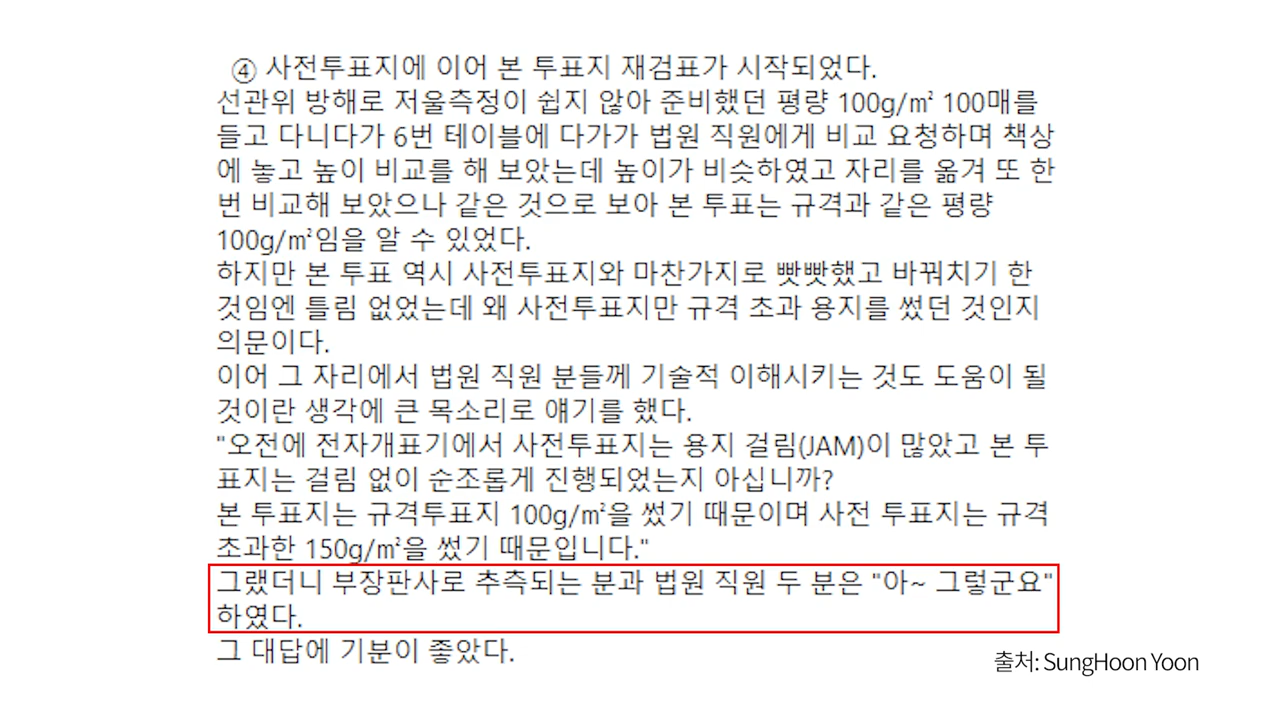 ④ 사전투표지에 이어 본 투표지 재검표가 시작되었다.
선관위 방해로 저울측정이 쉽지 않아 준비했던 평량 100g/㎡ 100매를
들고 다니다가 6번 테이블에 다가가 법원 직원에게 비교 요청하며 책상
에 놓고 높이 비교를 해 보았는데 높이가 비슷하였고 자리를 옮겨 또 한
번 비교해 보았으나 같은 것으로 보아 본 투표는 규격과 같은 평량
100g/㎡임을 알 수 있었다.
하지만 본 투표 역시 사전투표지와 마찬가지로 빳빳했고 바꿔치기 한
것임엔 틀림 없었는데 왜 사전투표지만 규격 초과 용지를 썼던 것인지
의문이다.
이어 그 자리에서 법원 직원 분들께 기술적 이해시키는 것도 도움이 될
것이란 생각에 큰 목소리로 얘기를 했다.
"오전에 전자개표기에서 사전투표지는 용지 걸림(JAM)이 많았고 본 투
표지는 걸림 없이 순조롭게 진행되었는지 아십니까?
본 투표지는 규격투표지 100g/㎡을 썼기 때문이며 사전 투표지는 규격
초과한 150g/㎡을 썼기 때문입니다."
그랬더니 부장판사로 추측되는 분과 법원 직원 두 분은 "아~ 그렇군요"
하였다.
그 대답에 기분이 좋았다.
출처: SungHoon Yoon